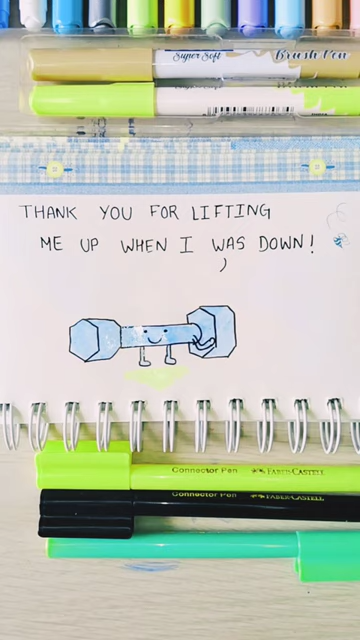 Super Soft Brush Pen
THANK YOU FOR LIFTING
ME UP WHEN I WAS DOWN!
Connector Pen FABER-CASTELL
Connector Pen FABER-CASTELL